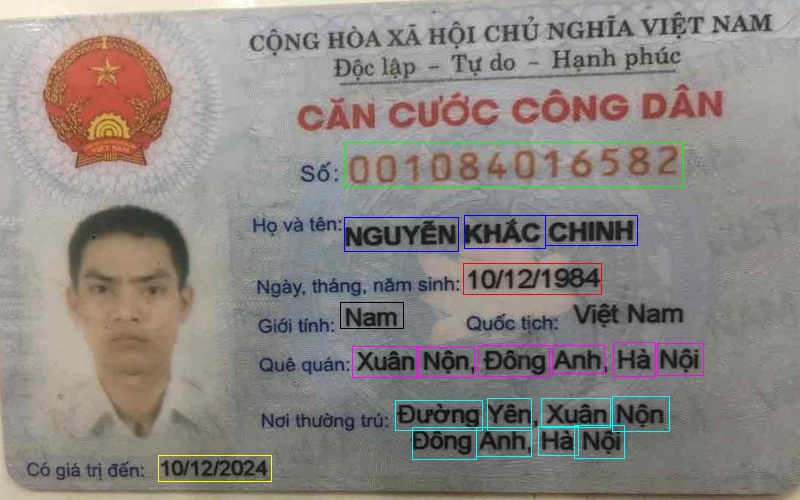 CỘNG HÒA XÃ HỘI CHỦ NGHĨA VIỆT NAM
Độc lập - Tự do - Hạnh phúc
CĂN CƯỚC CÔNG DÂN
VIỆT NAM
Số: 001084016582
Họ và tên: NGUYỄN KHẮC CHINH
Ngày, tháng, năm sinh: 10/12/1984
Giới tính: Nam Quốc tịch: Việt Nam
Quê quán: Xuân Nộn, Đông Anh, Hà Nội
Nơi thường trú: Đường Yên, Xuân Nộn
Đông Anh, Hà Nội
Có giá trị đến: 10/12/2024